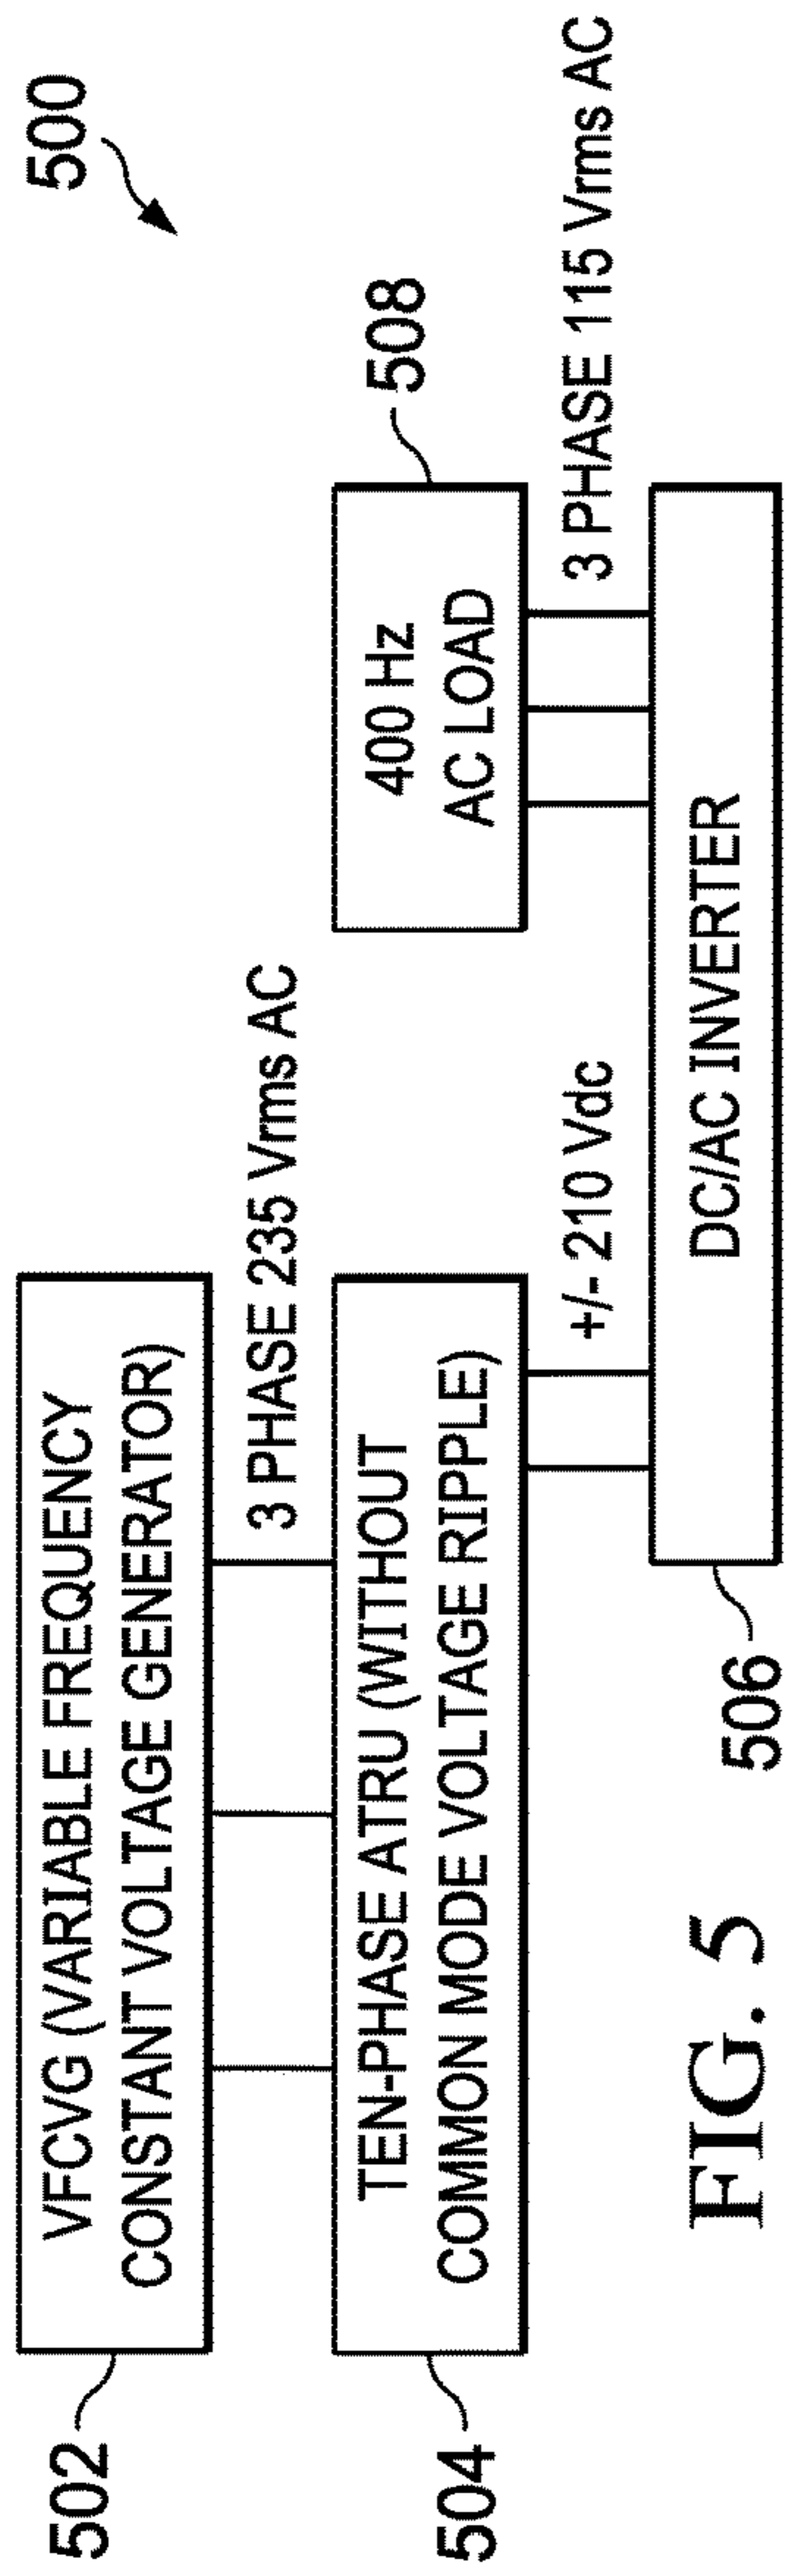 500
502
VFCVG (VARIABLE FREQUENCY
CONSTANT VOLTAGE GENERATOR)
3 PHASE 235 Vrms AC
504
TEN-PHASE ATRU (WITHOUT
COMMON MODE VOLTAGE RIPPLE)
400 Hz
AC LOAD
508
+/- 210 Vdc
3 PHASE 115 Vrms AC
DC/AC INVERTER
506
FIG. 5